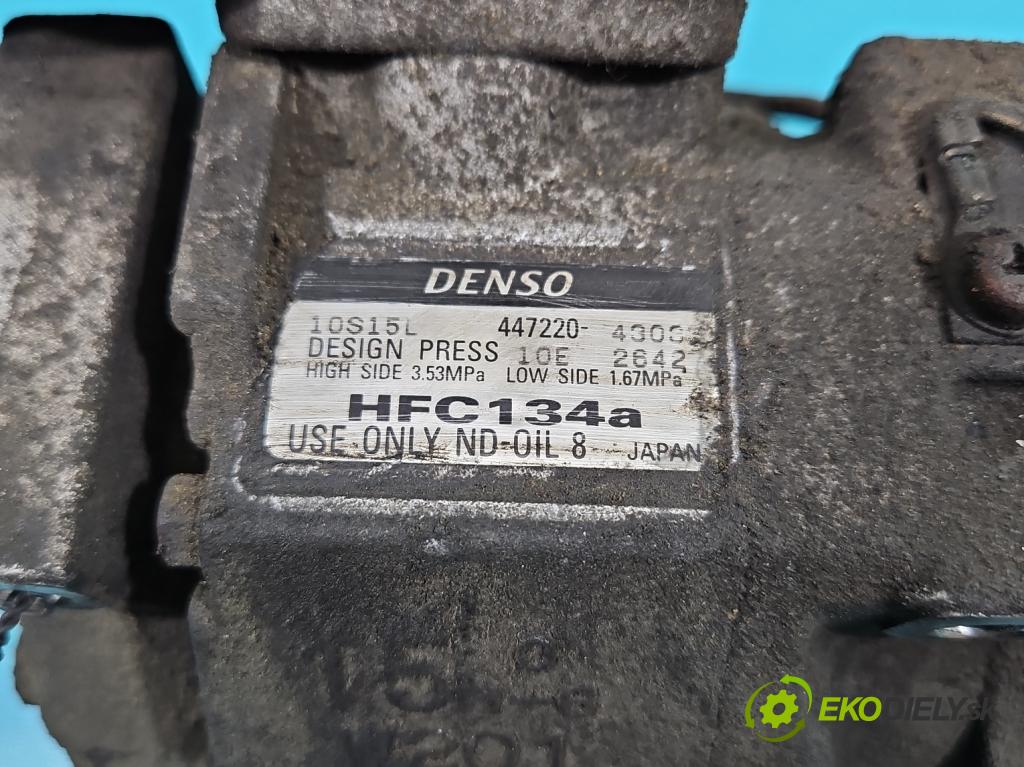 DENSO
10S15L 447220-
DESIGN PRESS 10E 2642
HIGH SIDE 3.53MPa LOW SIDE 1.67MPa
HFC134a
USE ONLY ND-OIL 8 JAPAN
EKODIELY.sk